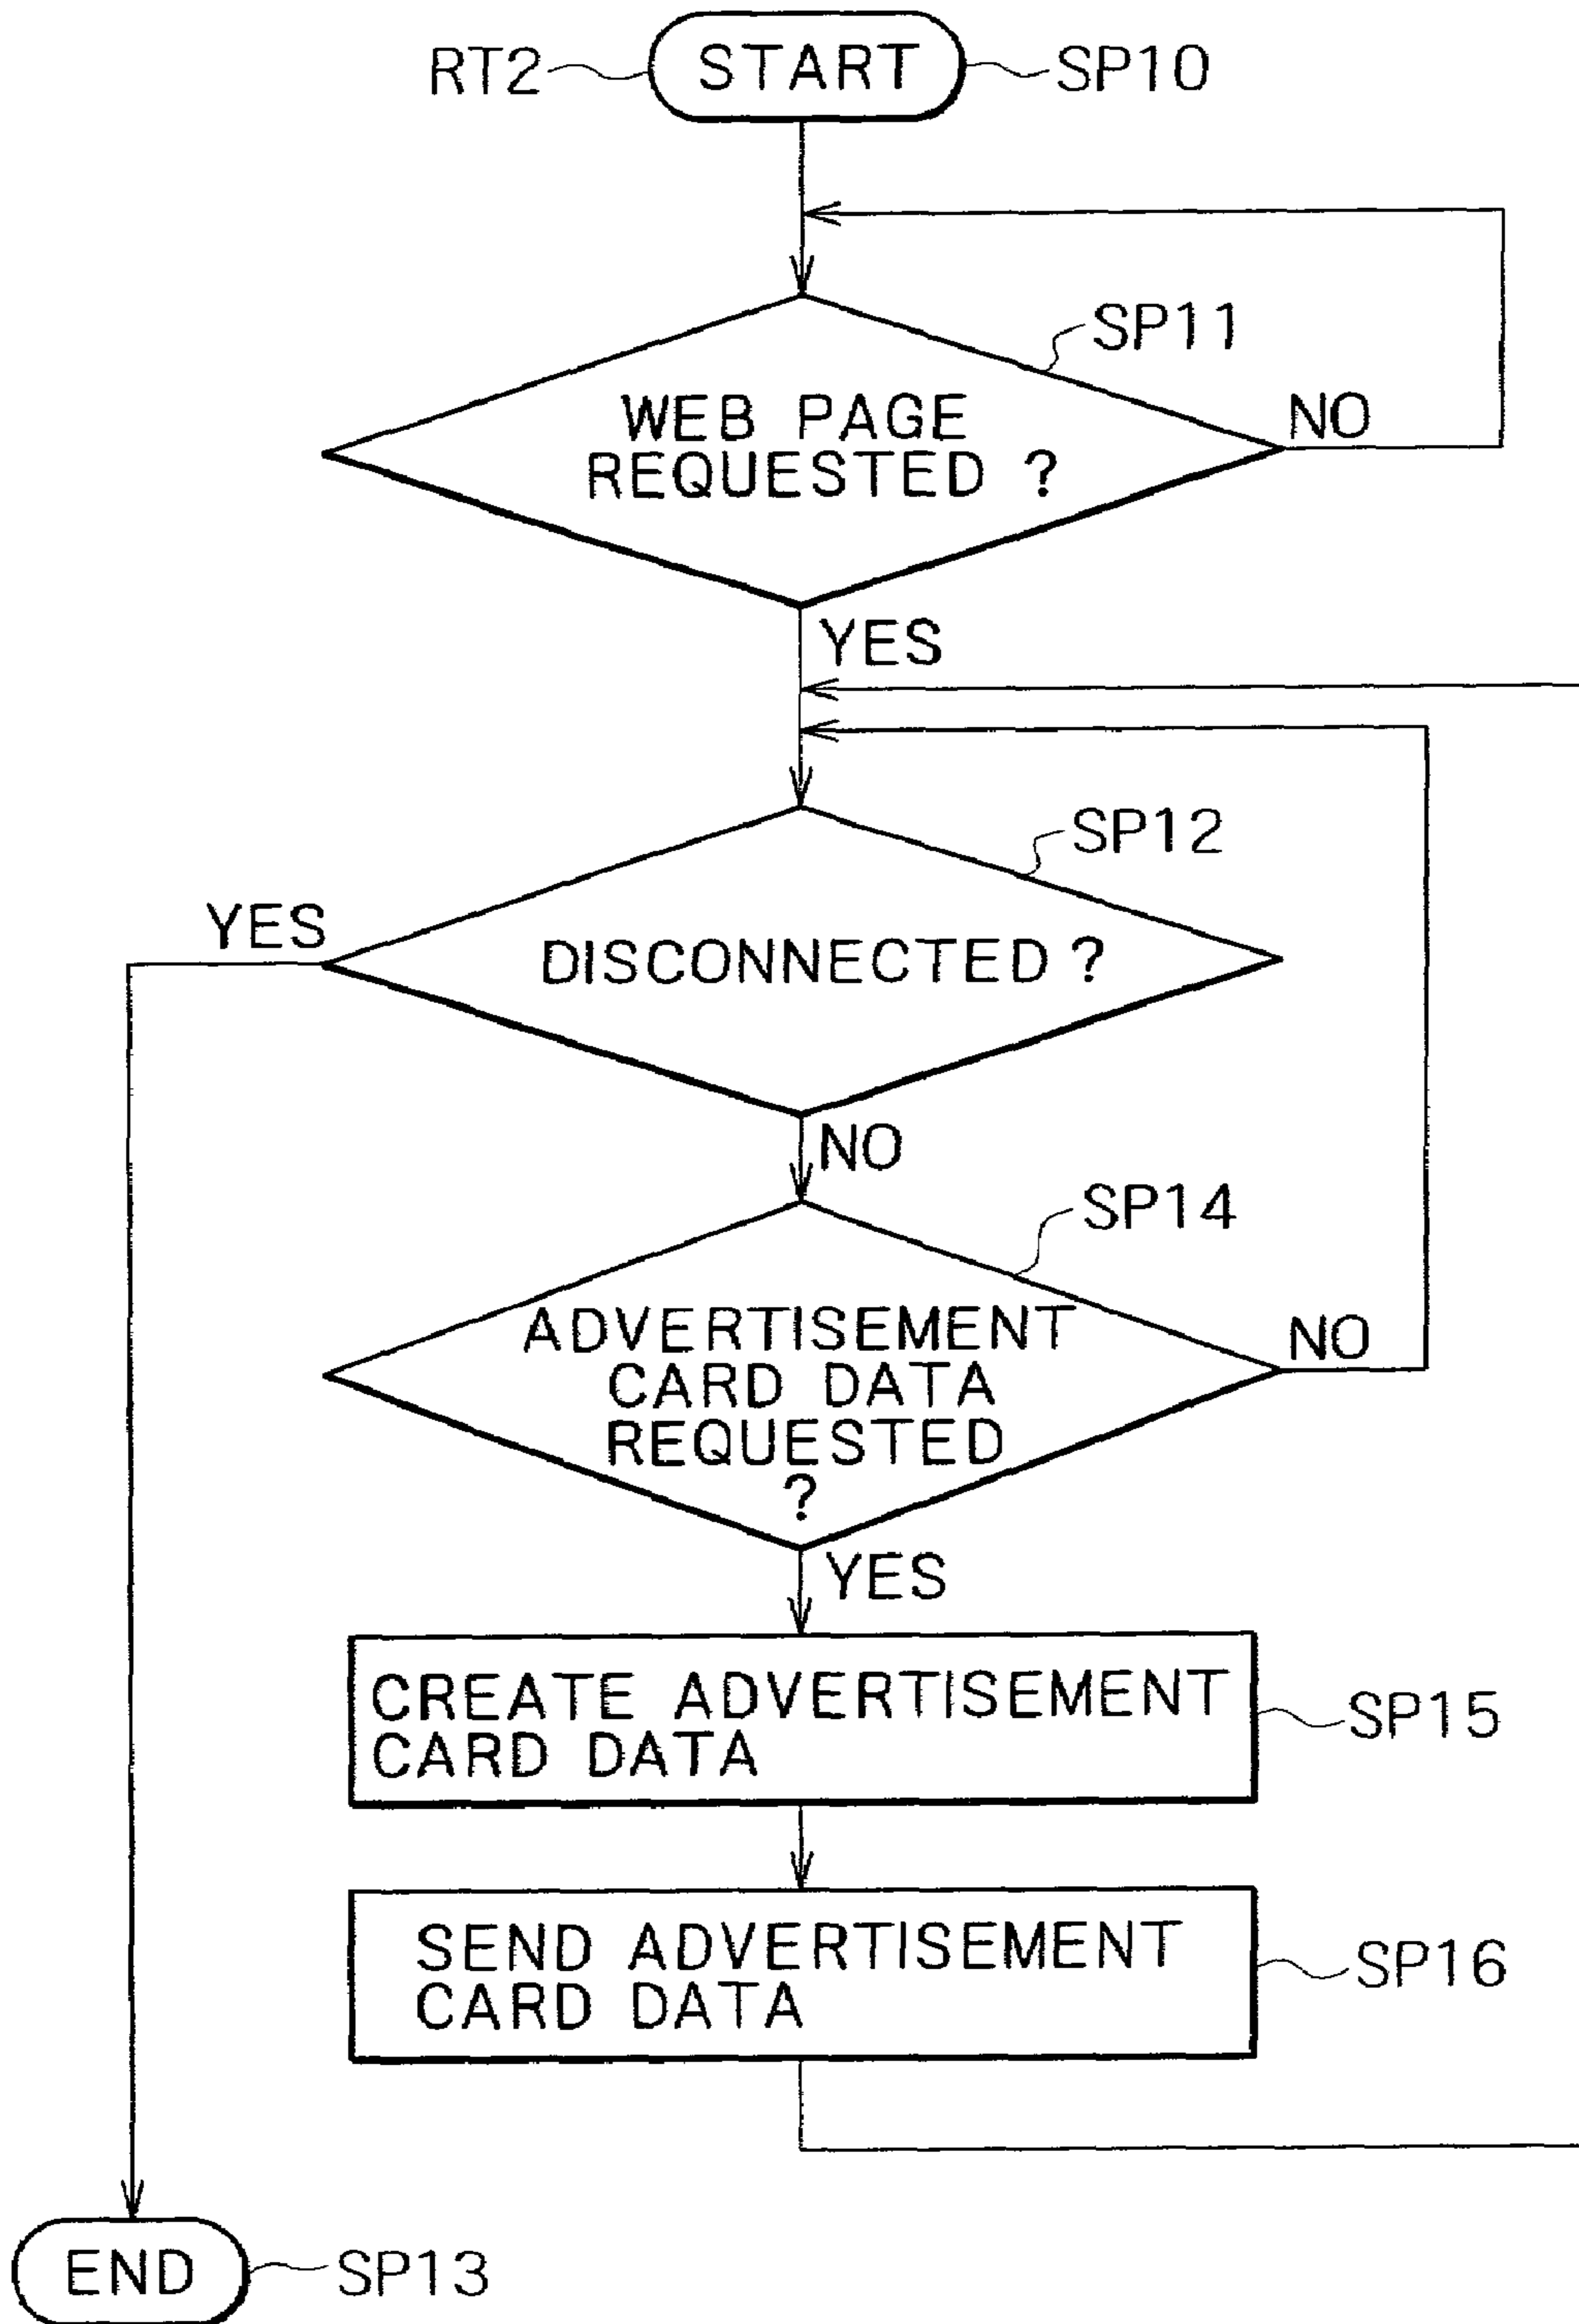 RT2 START SP10
SP11
WEB PAGE
REQUESTED ?
NO
YES
SP12
YES
DISCONNECTED ?
NO
SP14
ADVERTISEMENT
CARD DATA
REQUESTED
?
NO
YES
CREATE ADVERTISEMENT
CARD DATA
SP15
SEND ADVERTISEMENT
CARD DATA
SP16
END SP13